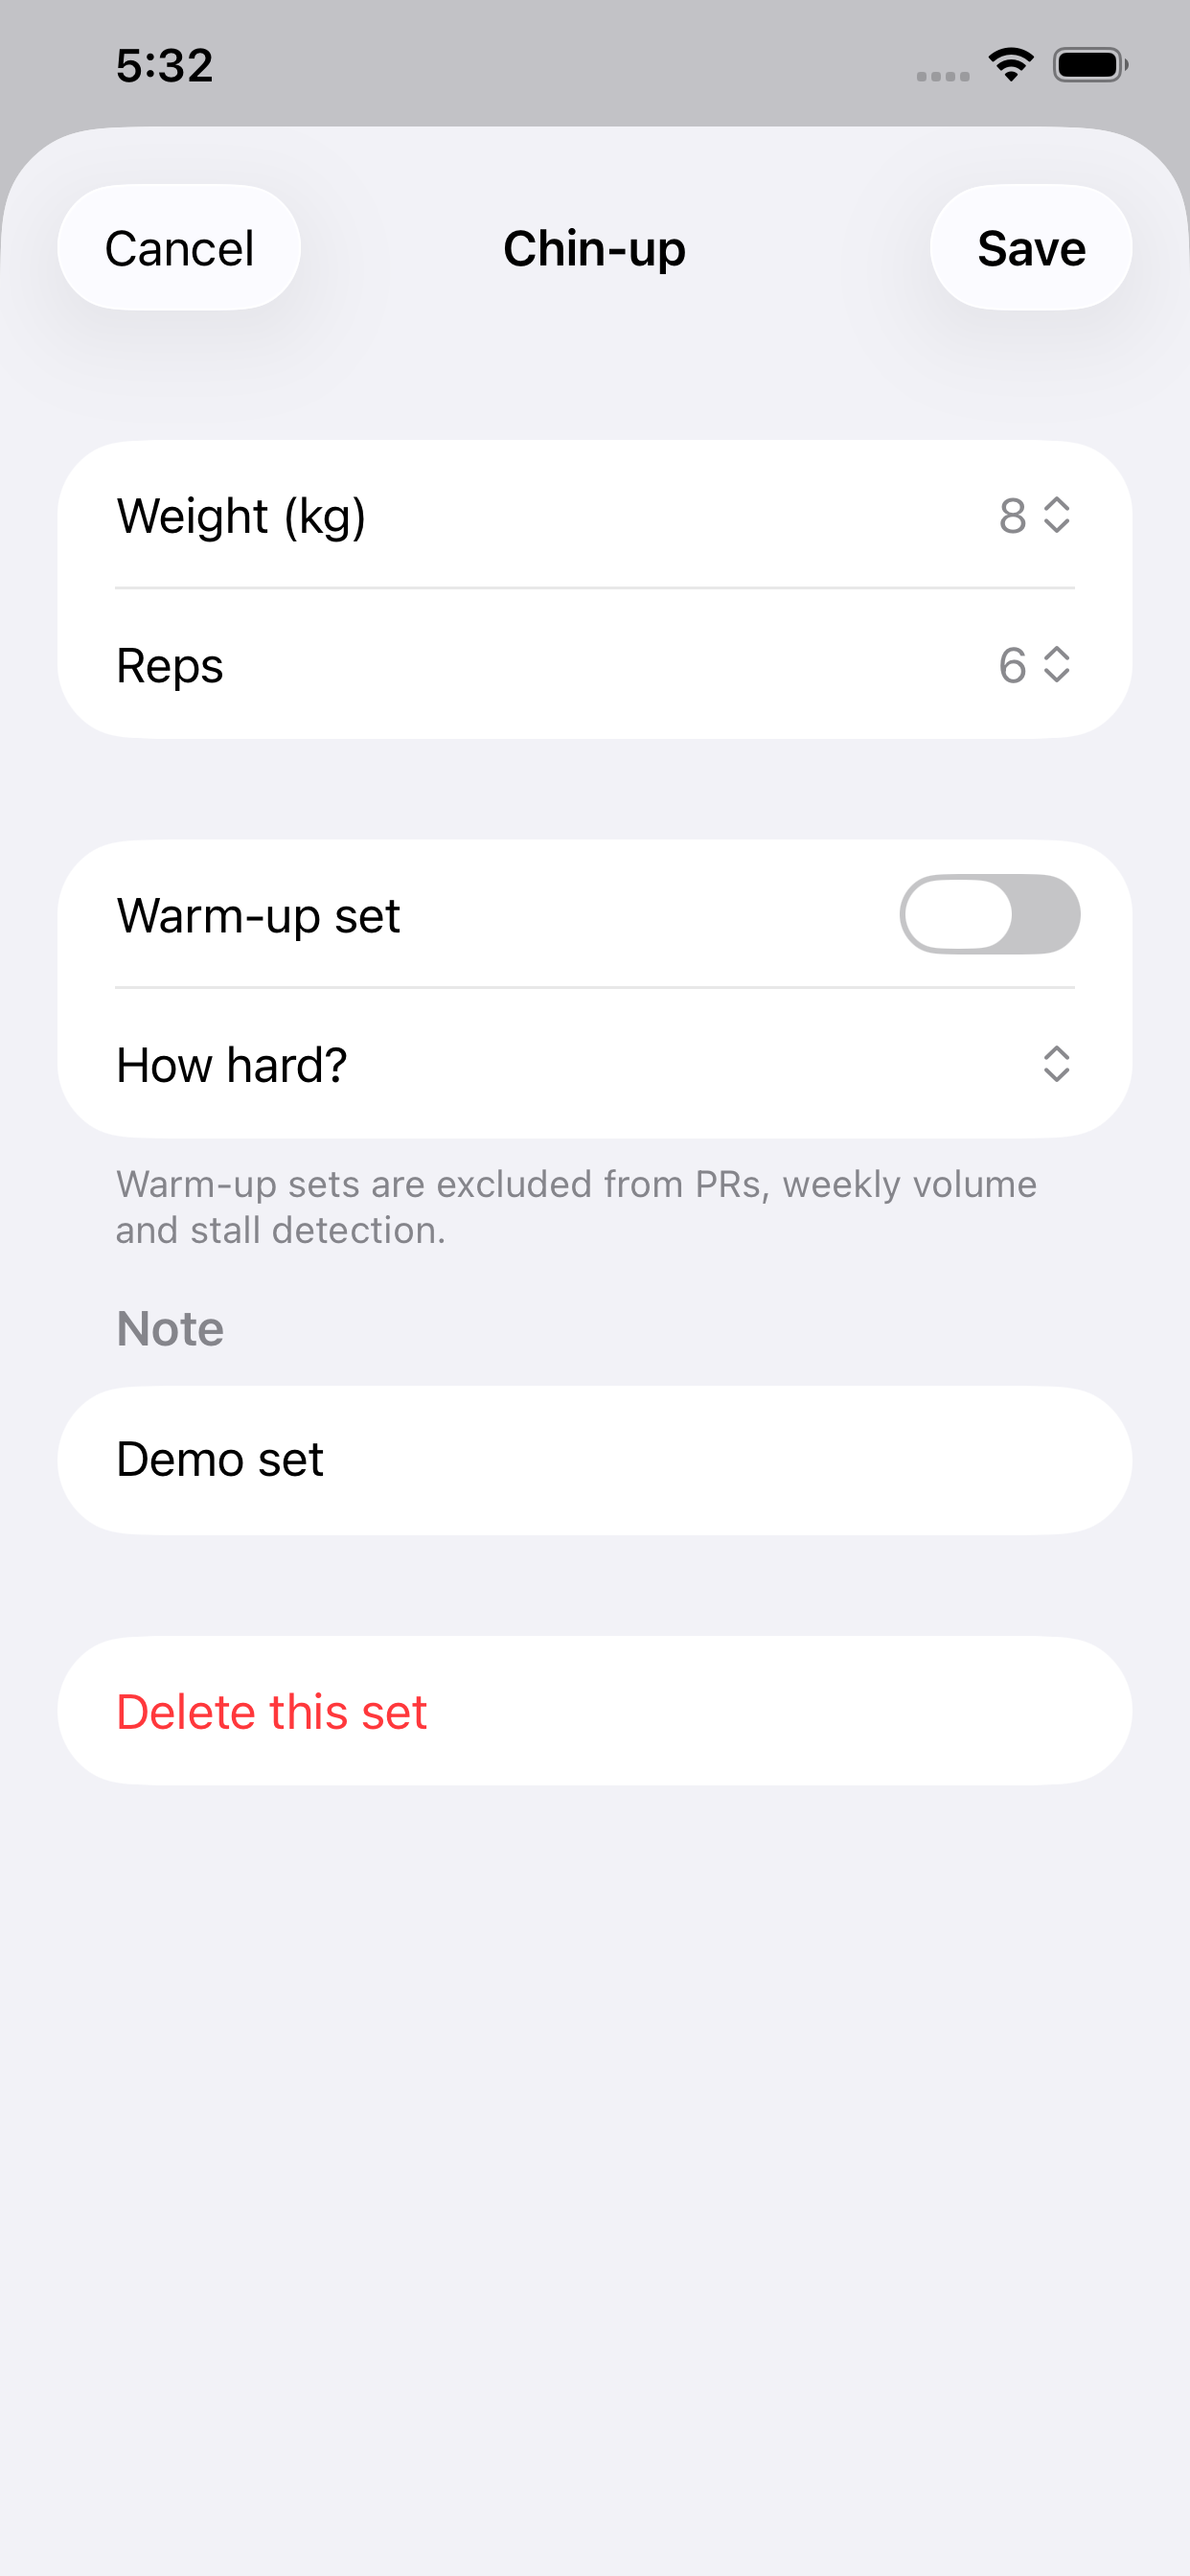 5:32
Cancel
Chin-up
Save
Weight (kg)
8
Reps
6
Warm-up set
How hard?
Warm-up sets are excluded from PRs, weekly volume
and stall detection.
Note
Demo set
Delete this set